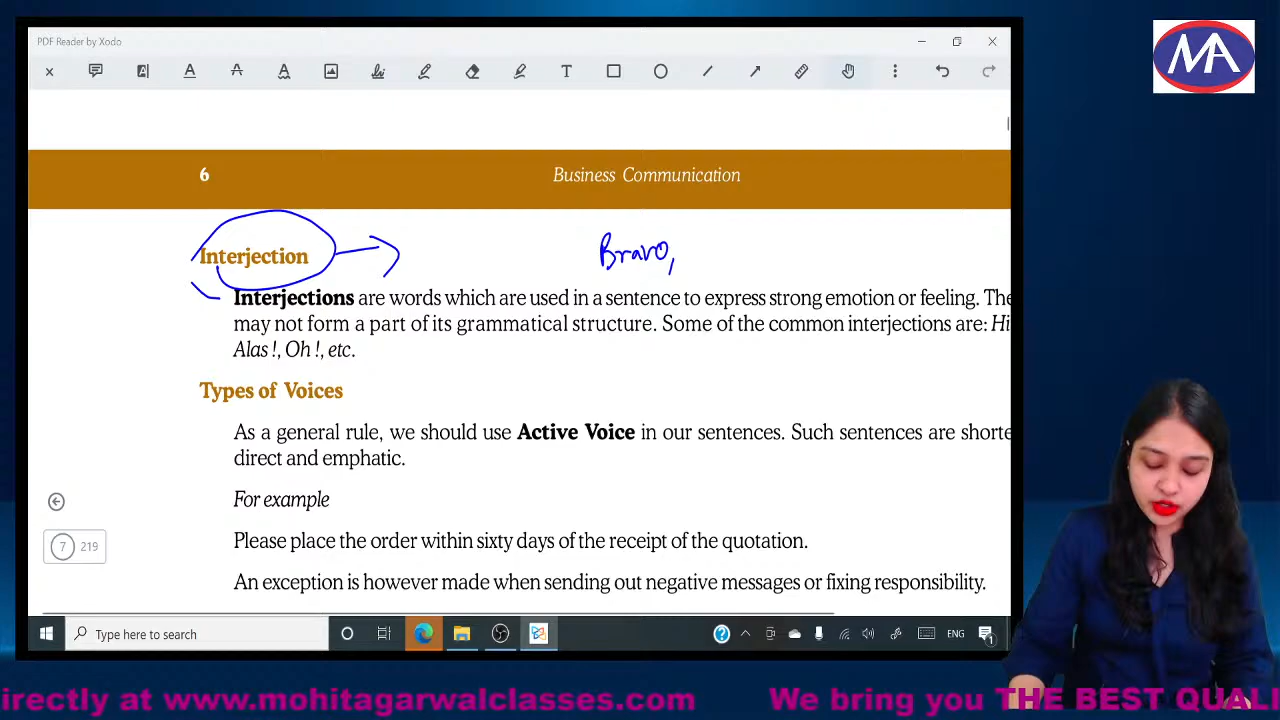 PDF Reader by Xodo
MA
6 Business Communication
Interjection Bravo,
Interjections are words which are used in a sentence to express strong emotion or feeling. The
may not form a part of its grammatical structure. Some of the common interjections are: Hi
Alas !, Oh !, etc.
Types of Voices
As a general rule, we should use Active Voice in our sentences. Such sentences are shorte
direct and emphatic.
For example
Please place the order within sixty days of the receipt of the quotation.
An exception is however made when sending out negative messages or fixing responsibility.
7 219
Type here to search
ENG
1
irectly at www.mohitagarwalclasses.com We bring you THE BEST QUALI